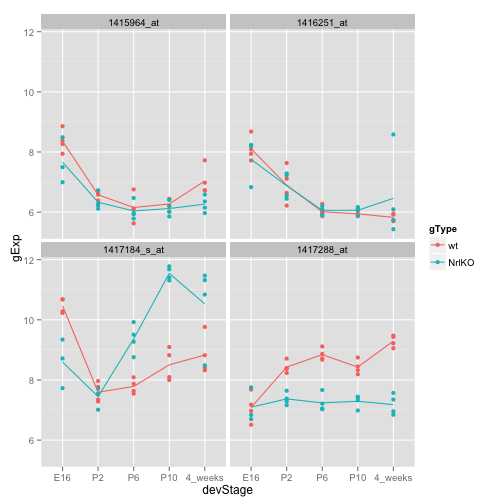 1415964_at 1416251_at
12
10
8
6
gExp
1417184_s_at 1417288_at
12
10
8
6
E16 P2 P6 P10 4_weeks E16 P2 P6 P10 4_weeks
devStage
gType
wt
NrlKO